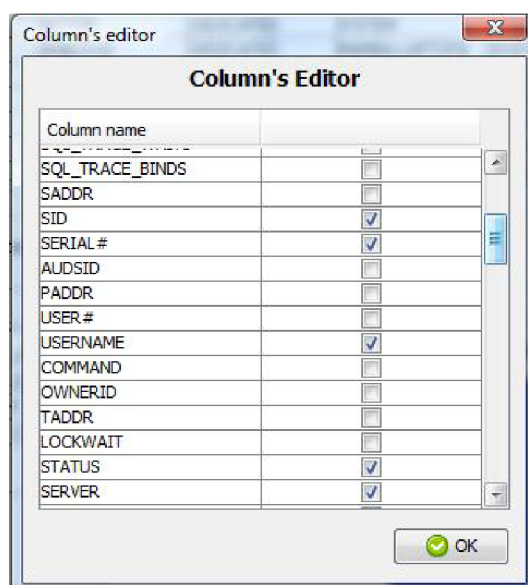 Column's editor
Column's Editor
Column name
SQL_TRACE_BINDS
SADDR
SID
SERIAL#
AUDSID
PADDR
USER#
USERNAME
COMMAND
OWNERID
TADDR
LOCKWAIT
STATUS
SERVER
OK